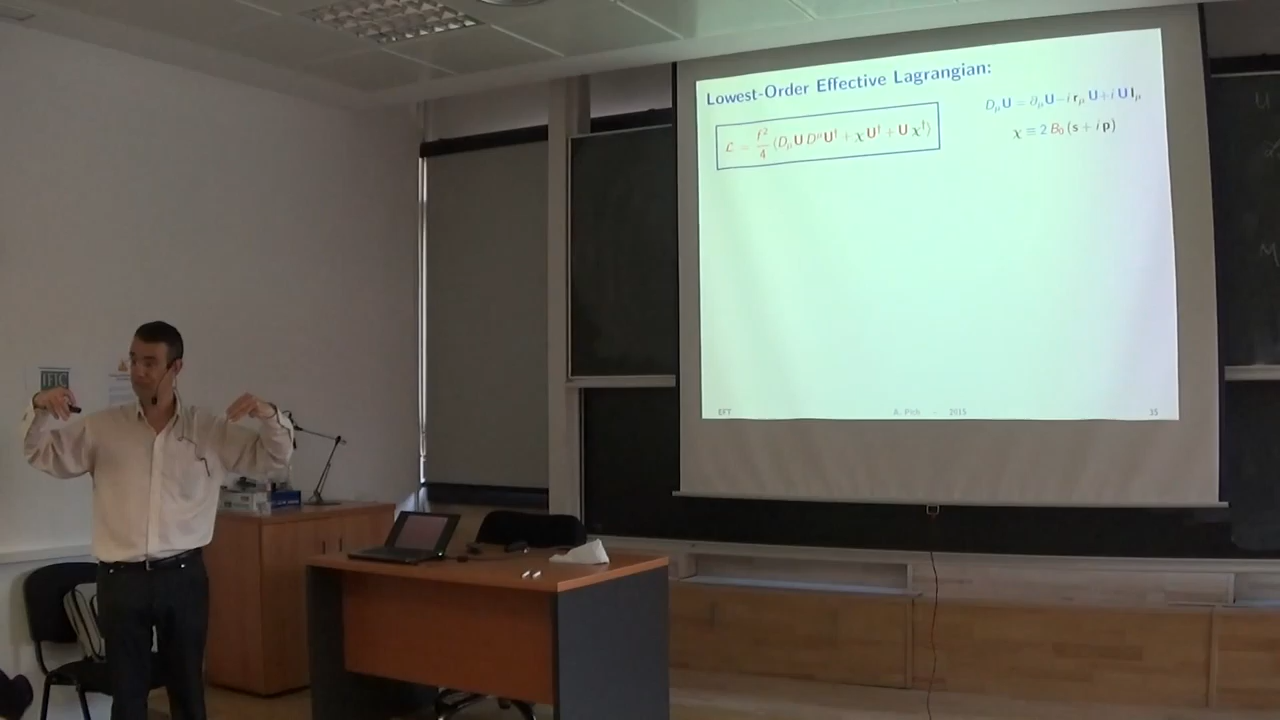 Lowest-Order Effective Lagrangian:
ℒ = f²/4 ⟨D_μU D^μU† + χU† + Uχ†⟩
D_μU = ∂_μU − i r_μ U + i U l_μ
χ ≡ 2 B₀ (s + i p)
EFT A. Pich – 2015 35
IFIC